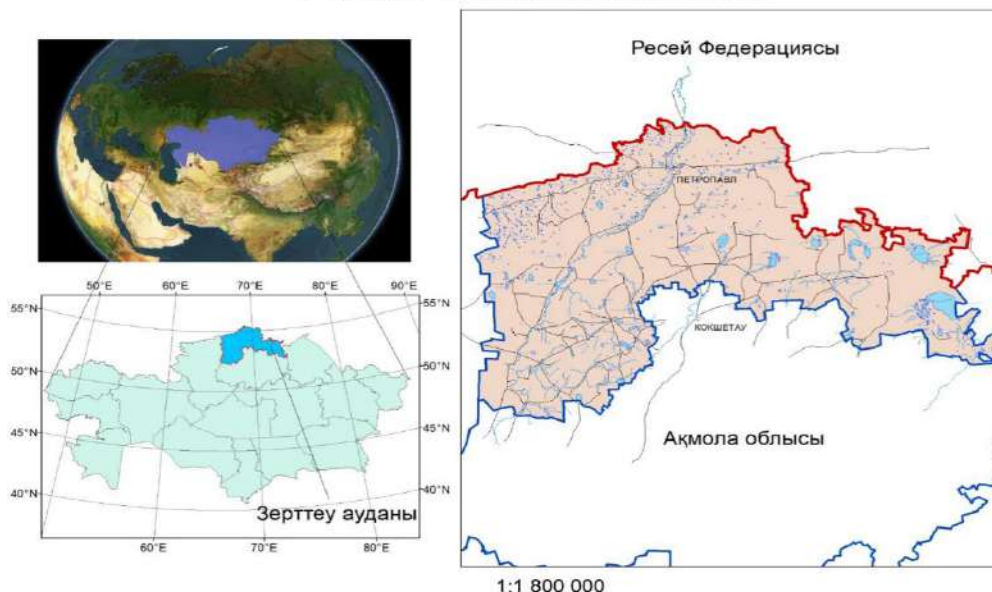 Ресей Федерациясы
ПЕТРОПАВЛ
КОКШЕТАУ
Ақмола облысы
50°E 60°E 70°E 80°E 90°E
55°N 55°N
50°N 50°N
45°N 45°N
40°N 40°N
Зерттеу ауданы
60°E 70°E 80°E
1:1 800 000